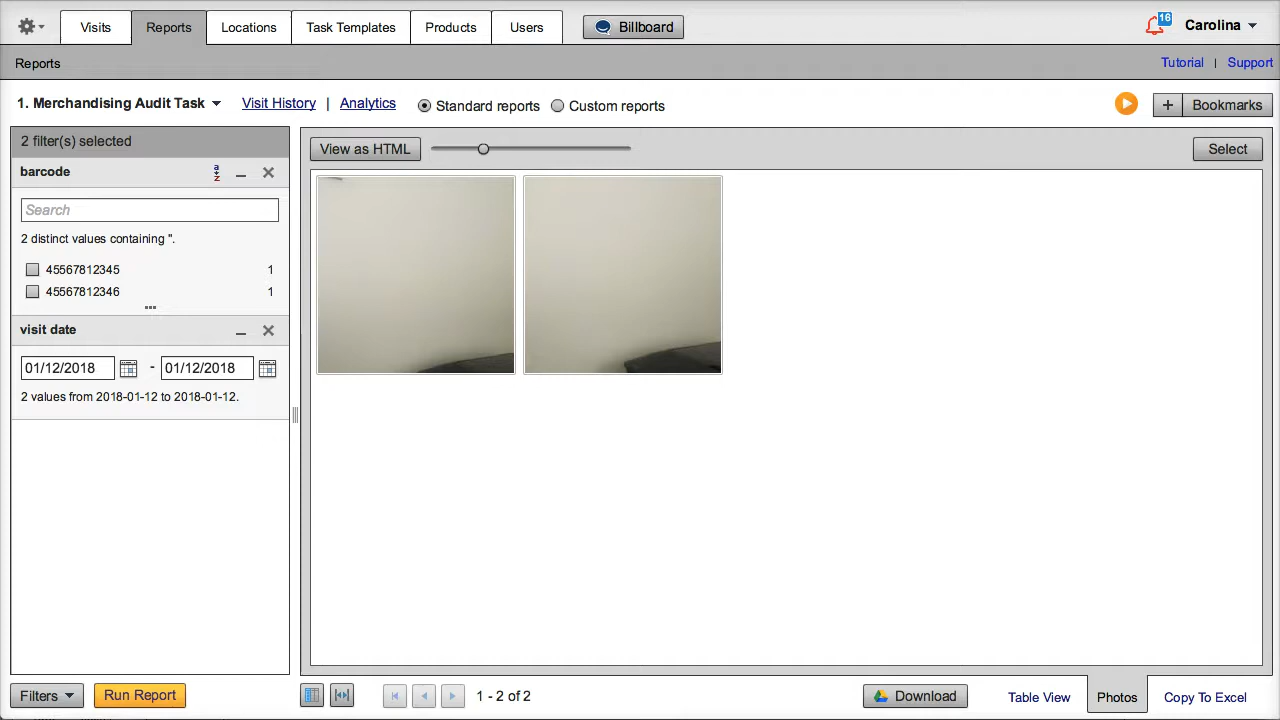 Visits Reports Locations Task Templates Products Users Billboard 16 Carolina
Reports Tutorial | Support
1. Merchandising Audit Task Visit History | Analytics Standard reports Custom reports + Bookmarks
2 filter(s) selected
View as HTML Select
barcode
Search
2 distinct values containing ''.
45567812345 1
45567812346 1
visit date
01/12/2018 - 01/12/2018
2 values from 2018-01-12 to 2018-01-12.
Filters Run Report 1 - 2 of 2 Download Table View Photos Copy To Excel